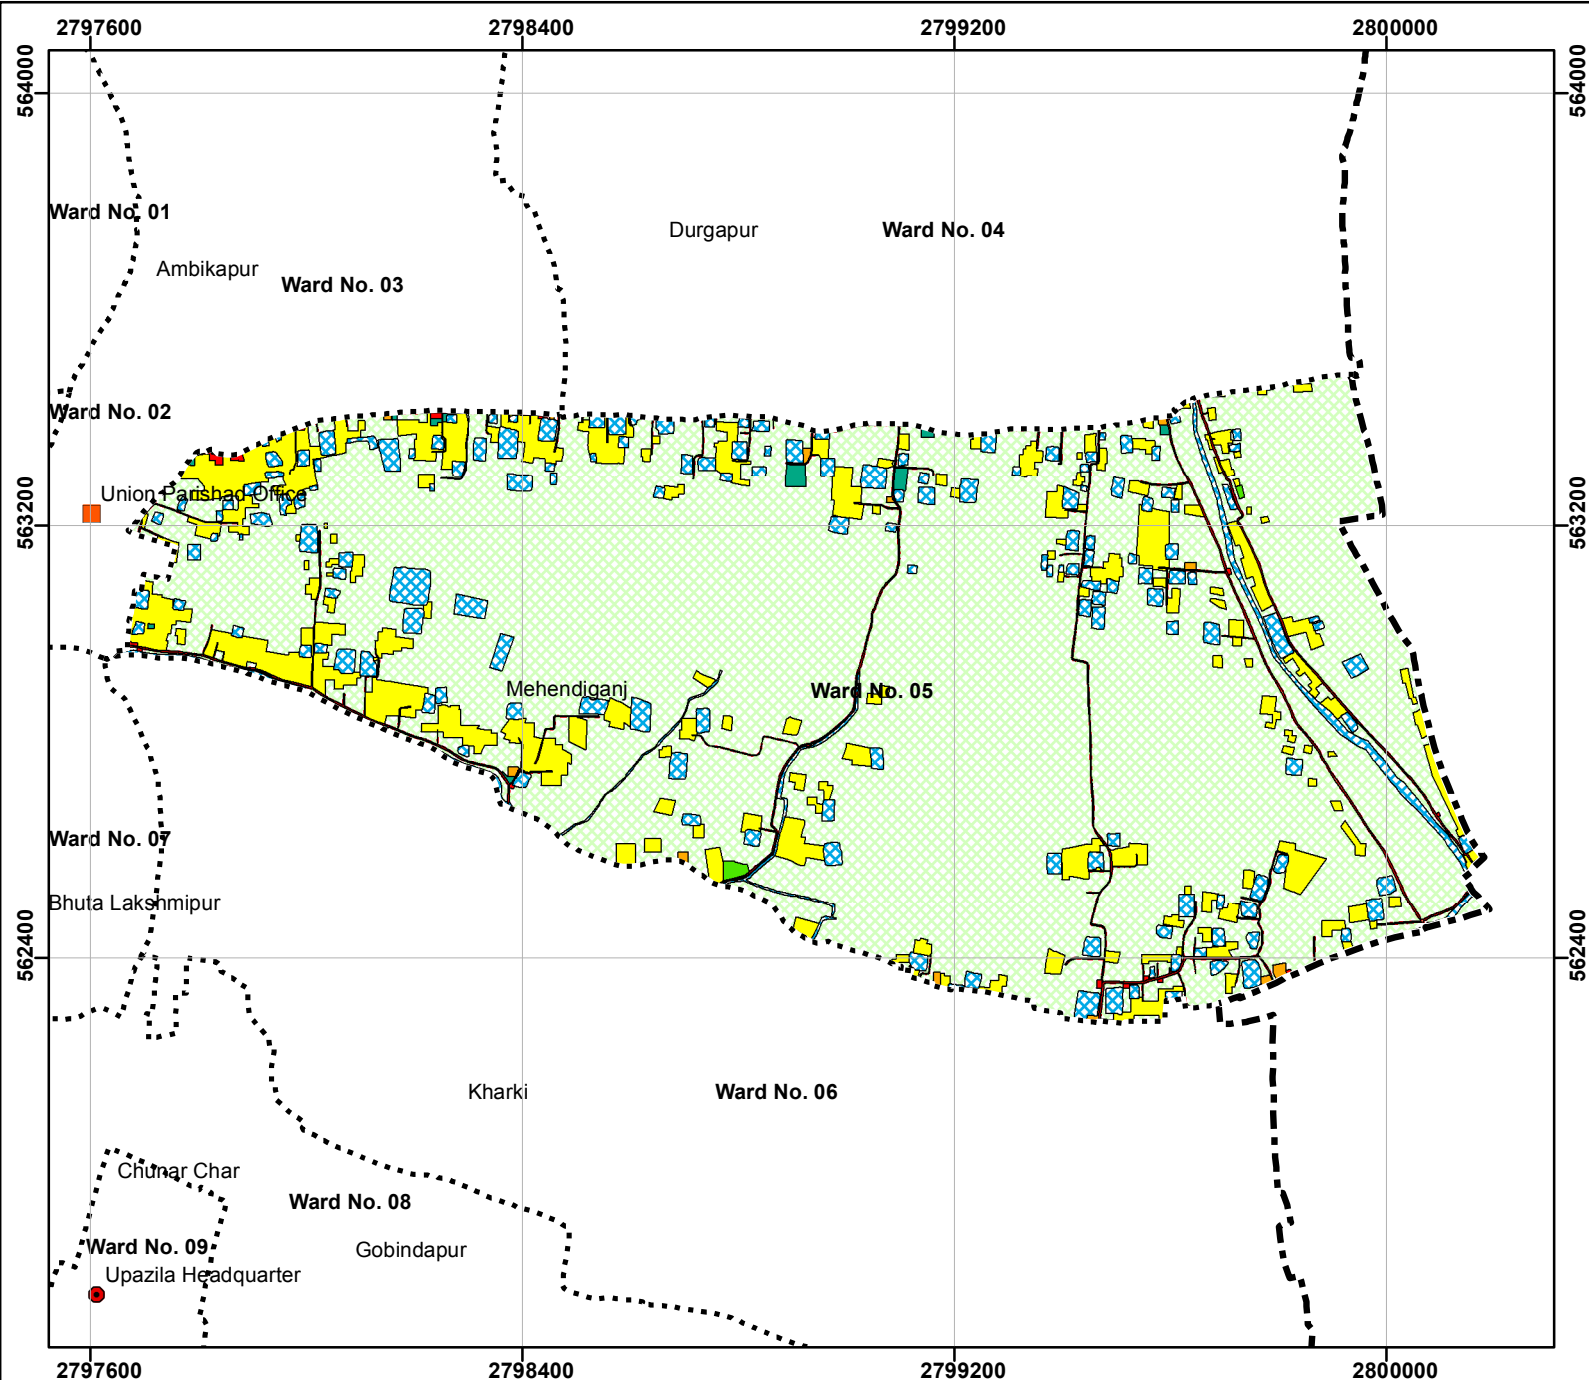 2797600 2798400 2799200 2800000
564000 564000
Ward No. 01
Durgapur Ward No. 04
Ambikapur
Ward No. 03
Ward No. 02
Union Parishad Office
563200 563200
Mehendiganj Ward No. 05
Ward No. 07
Bhuta Lakshmipur
562400 562400
Kharki Ward No. 06
Chunar Char
Ward No. 08
Ward No. 09 Gobindapur
Upazila Headquarter
2797600 2798400 2799200 2800000